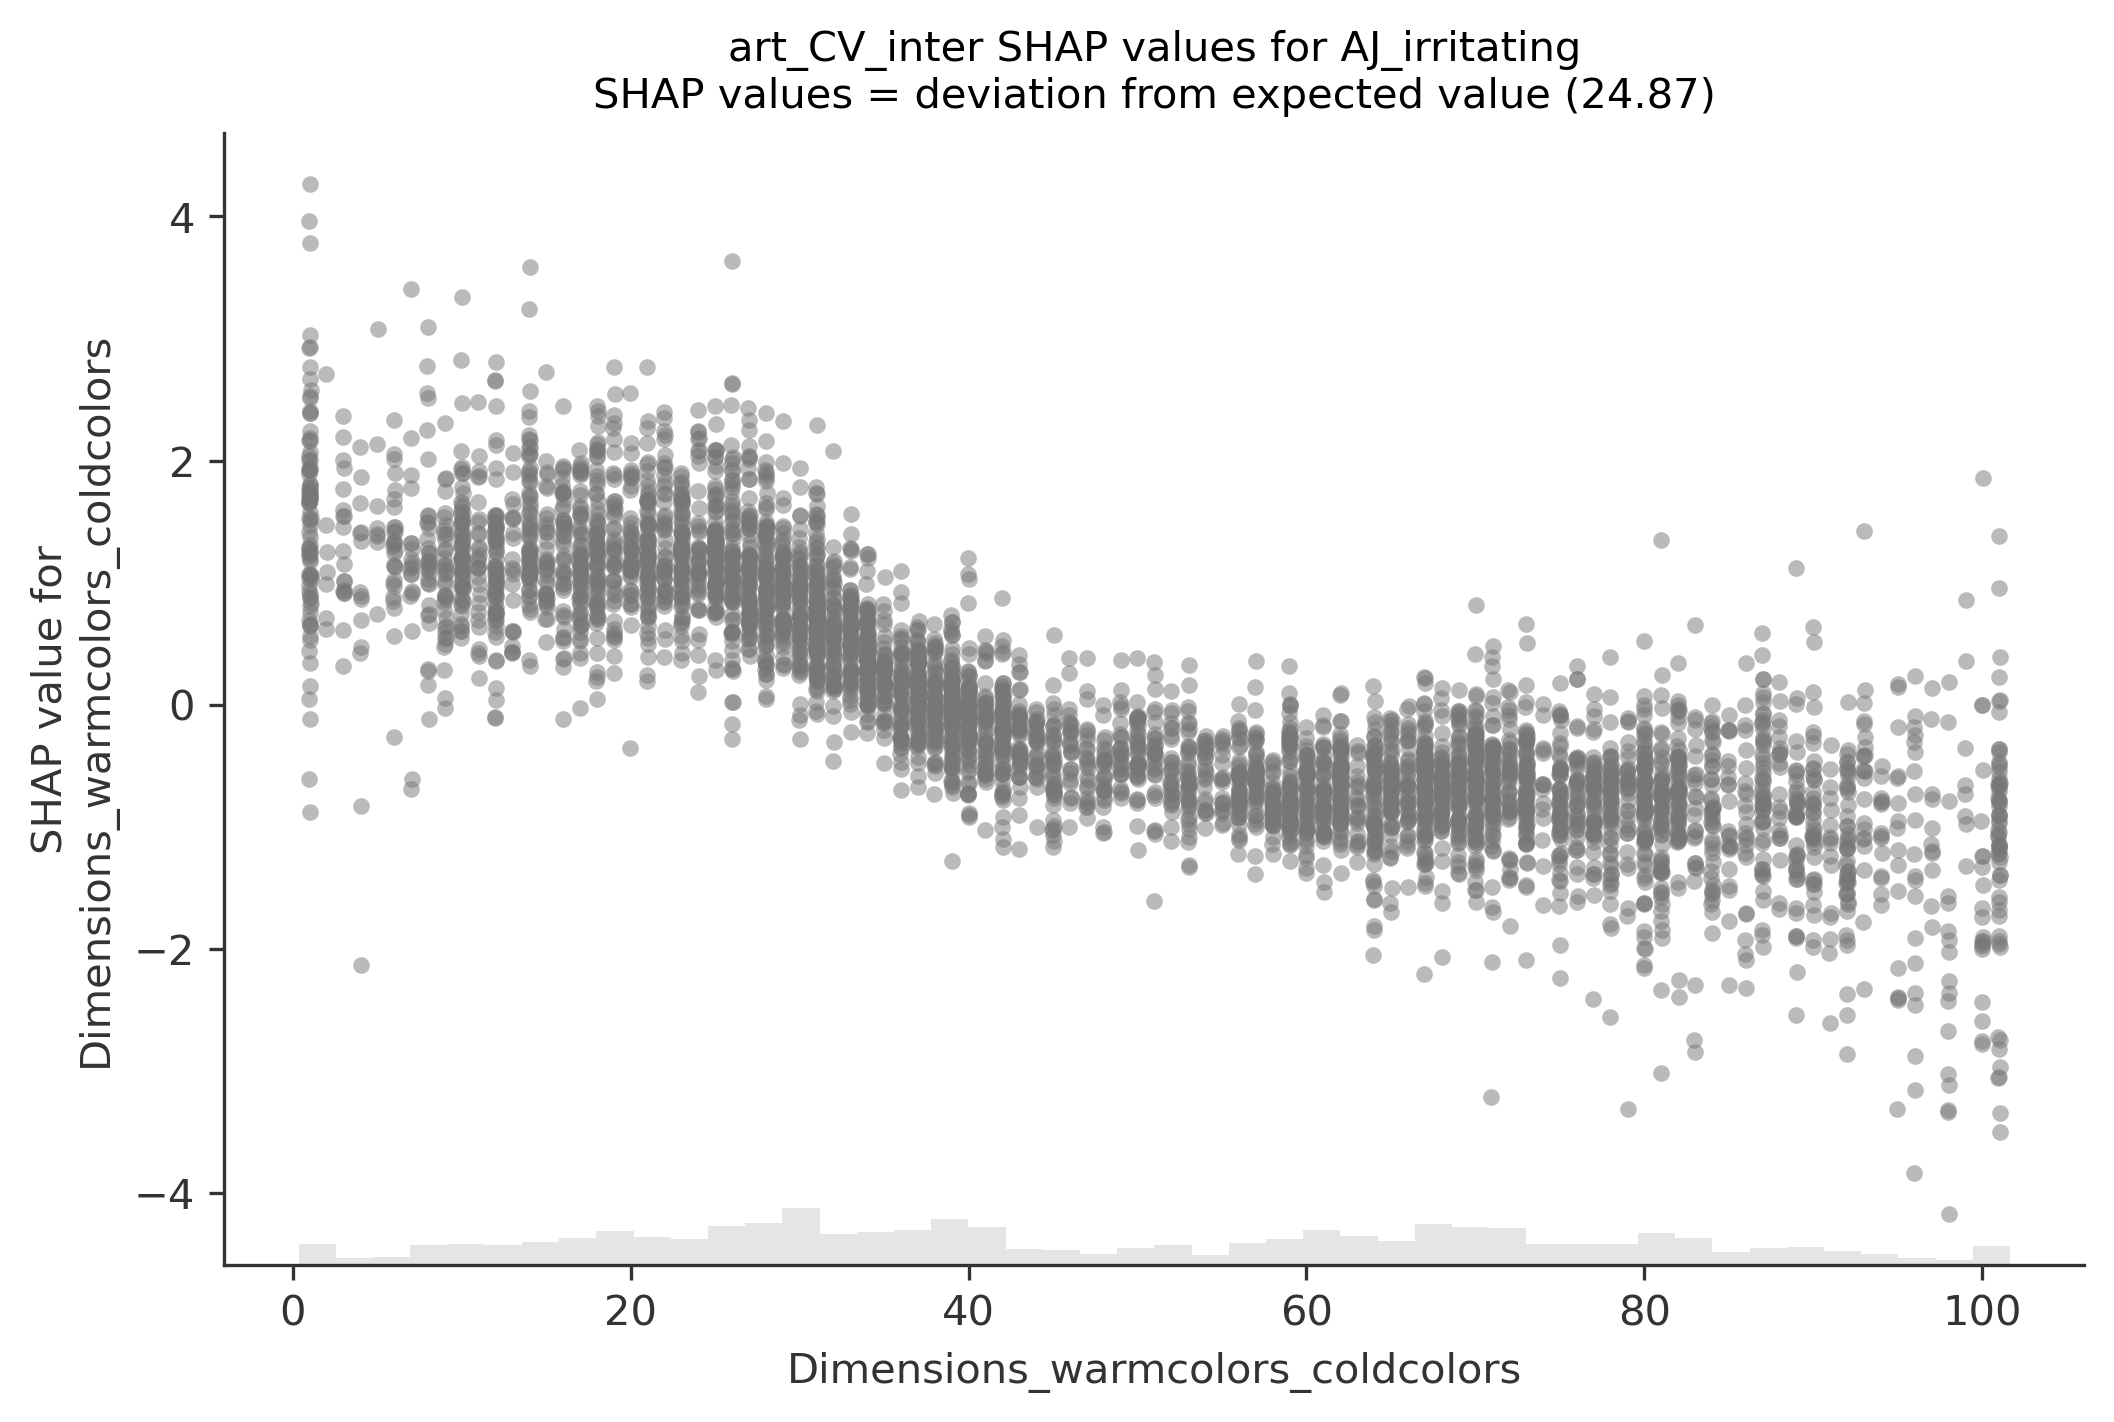 art_CV_inter SHAP values for AJ_irritating
SHAP values = deviation from expected value (24.87)
SHAP value for
Dimensions_warmcolors_coldcolors
4
2
0
−2
−4
0
20
40
60
80
100
Dimensions_warmcolors_coldcolors